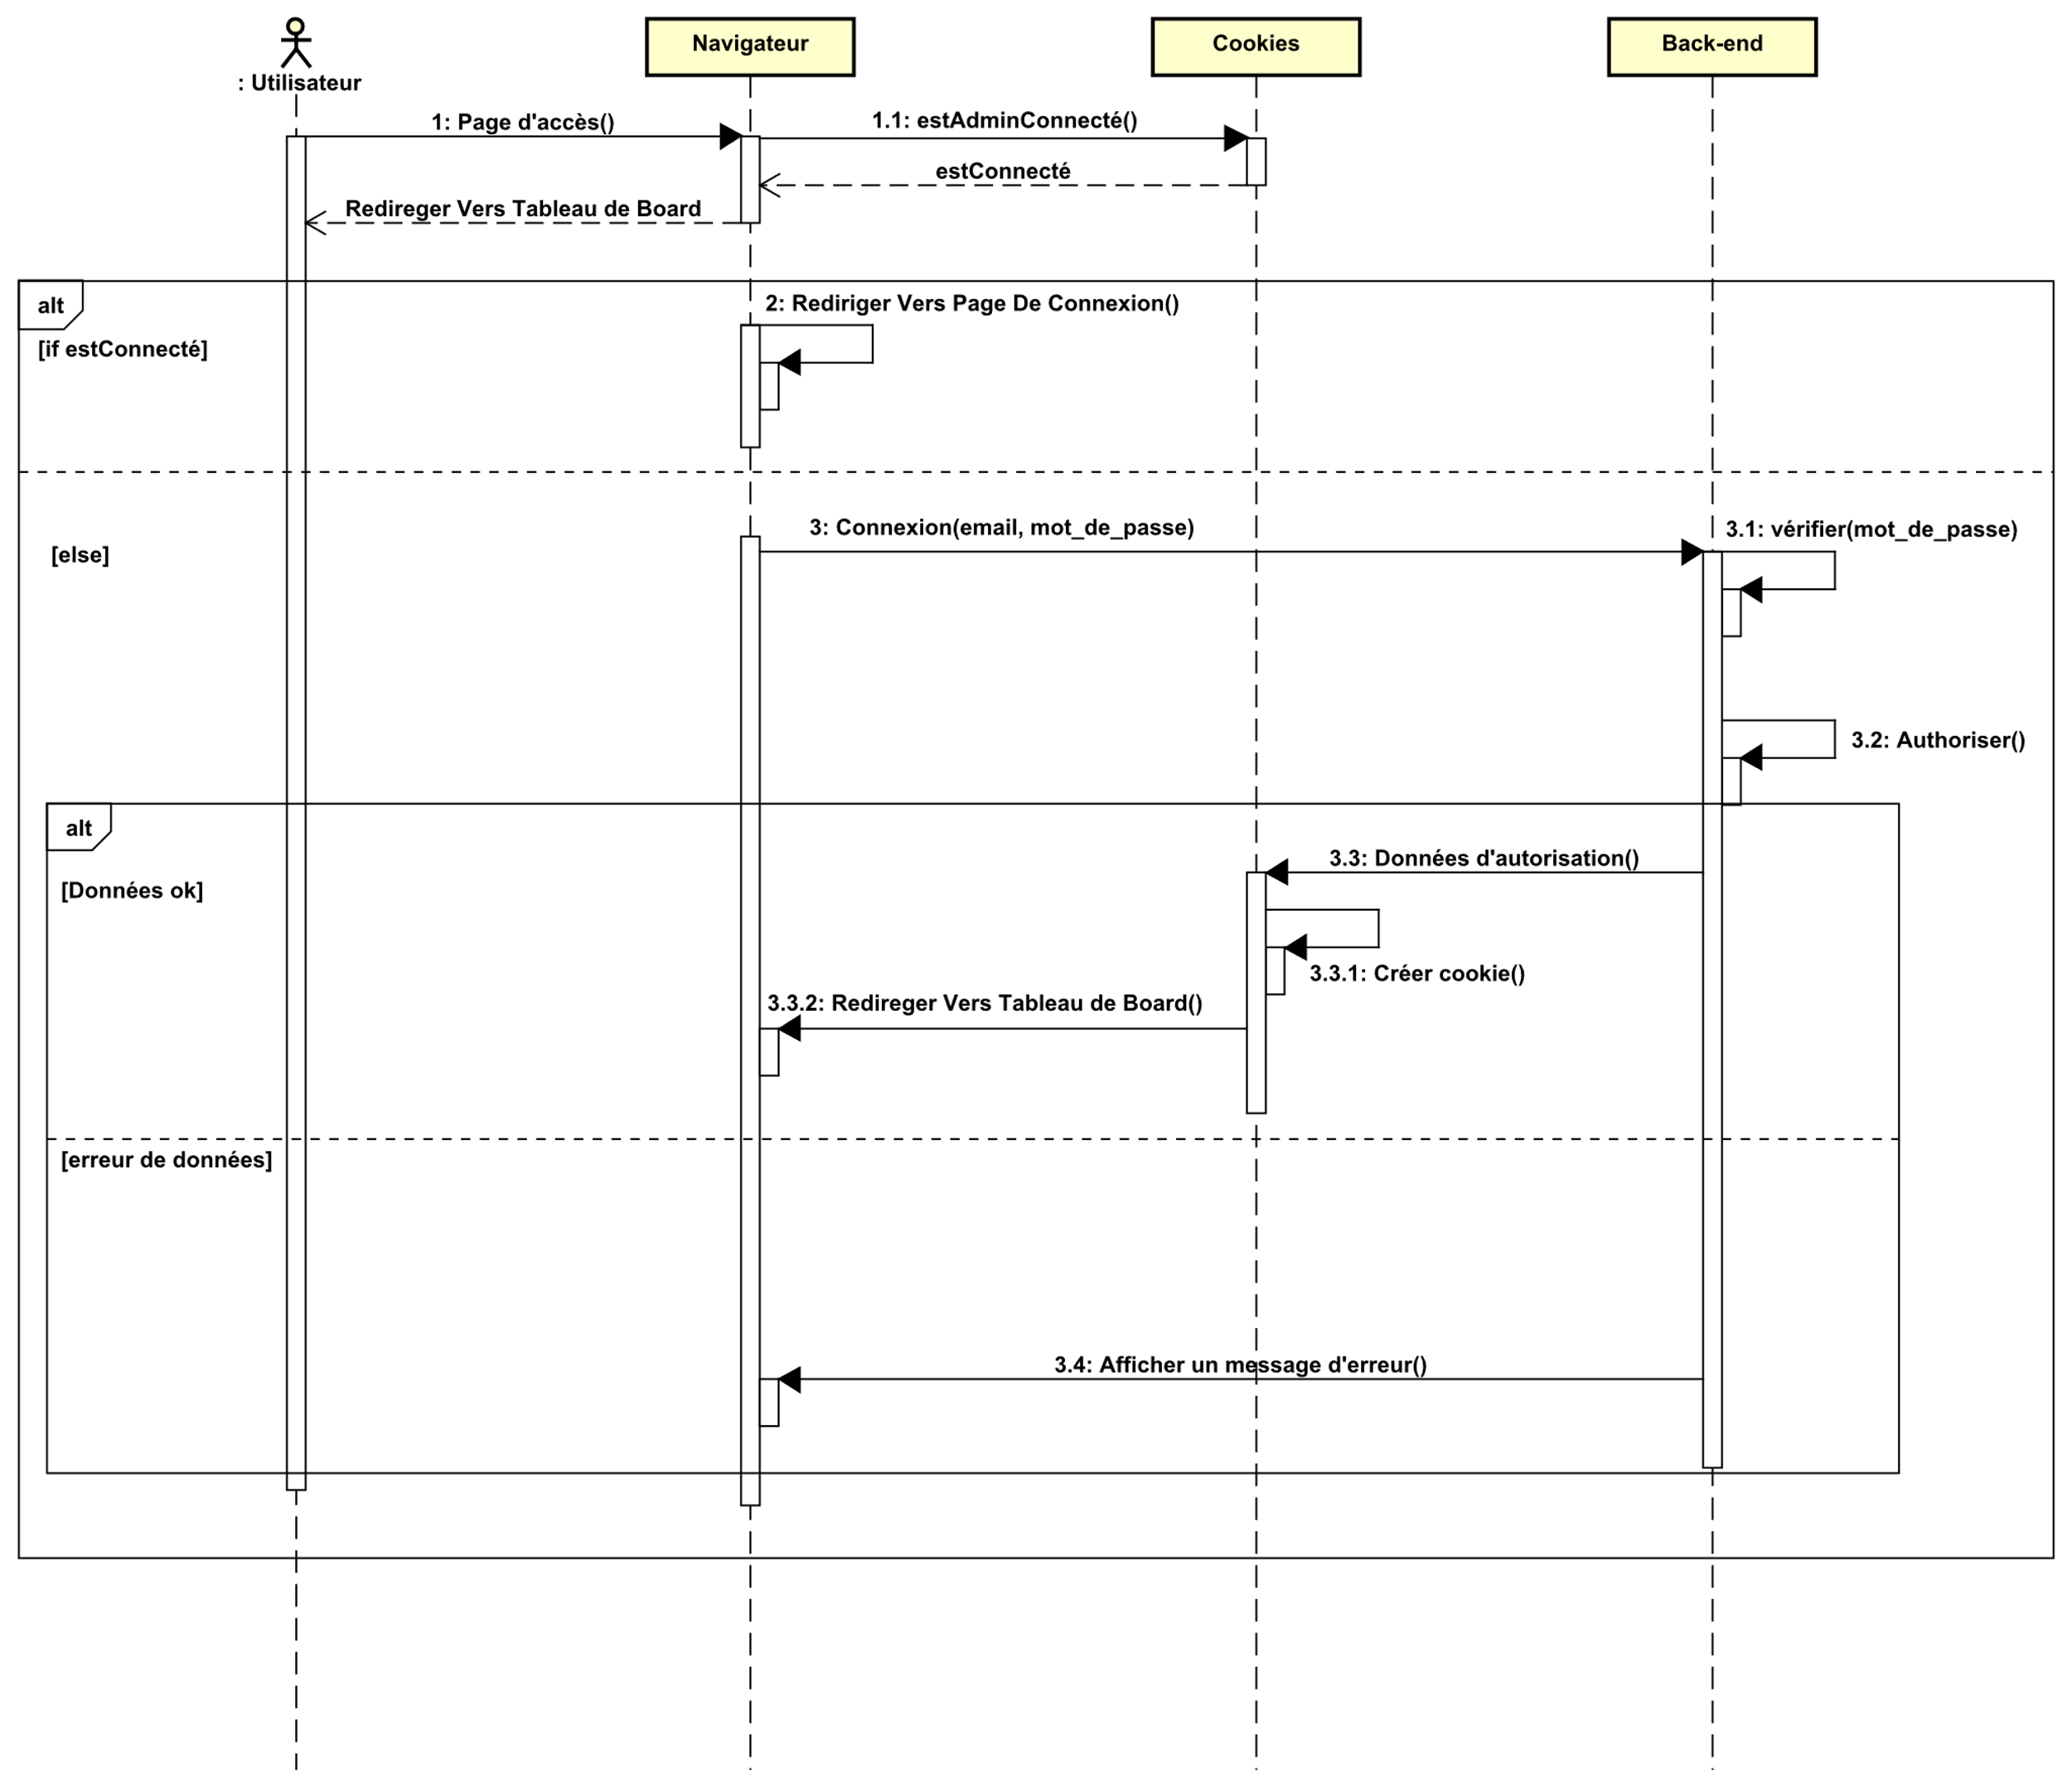 : Utilisateur
Navigateur
Cookies
Back-end
1: Page d'accès()
1.1: estAdminConnecté()
estConnecté
Redireger Vers Tableau de Board
alt
2: Rediriger Vers Page De Connexion()
[if estConnecté]
3: Connexion(email, mot_de_passe)
3.1: vérifier(mot_de_passe)
[else]
3.2: Authoriser()
alt
3.3: Données d'autorisation()
[Données ok]
3.3.1: Créer cookie()
3.3.2: Redireger Vers Tableau de Board()
[erreur de données]
3.4: Afficher un message d'erreur()